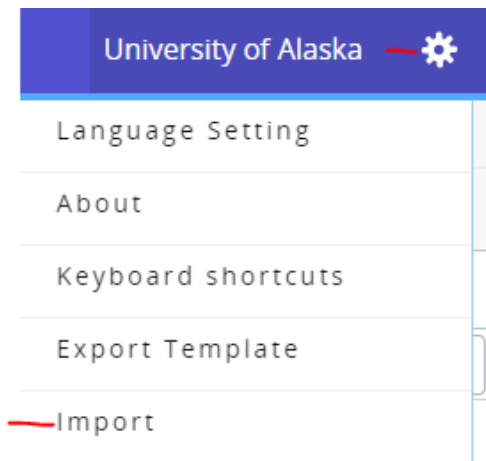 University of Alaska
Language Setting
About
Keyboard shortcuts
Export Template
Import